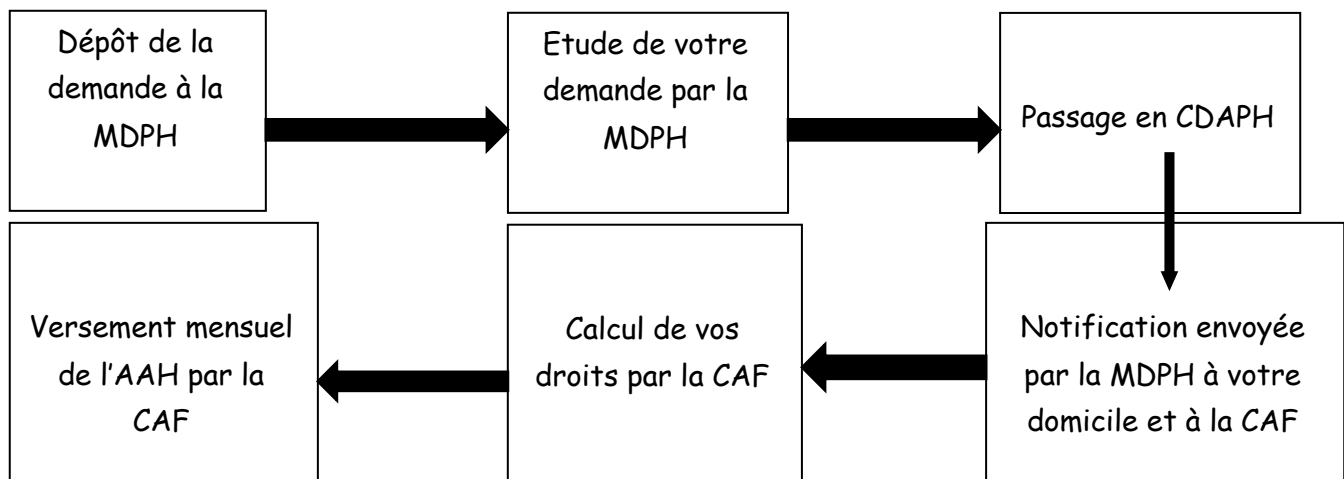 Dépôt de la
demande à la
MDPH
Etude de votre
demande par la
MDPH
Passage en CDAPH
Notification envoyée
par la MDPH à votre
domicile et à la CAF
Calcul de vos
droits par la CAF
Versement mensuel
de l'AAH par la
CAF